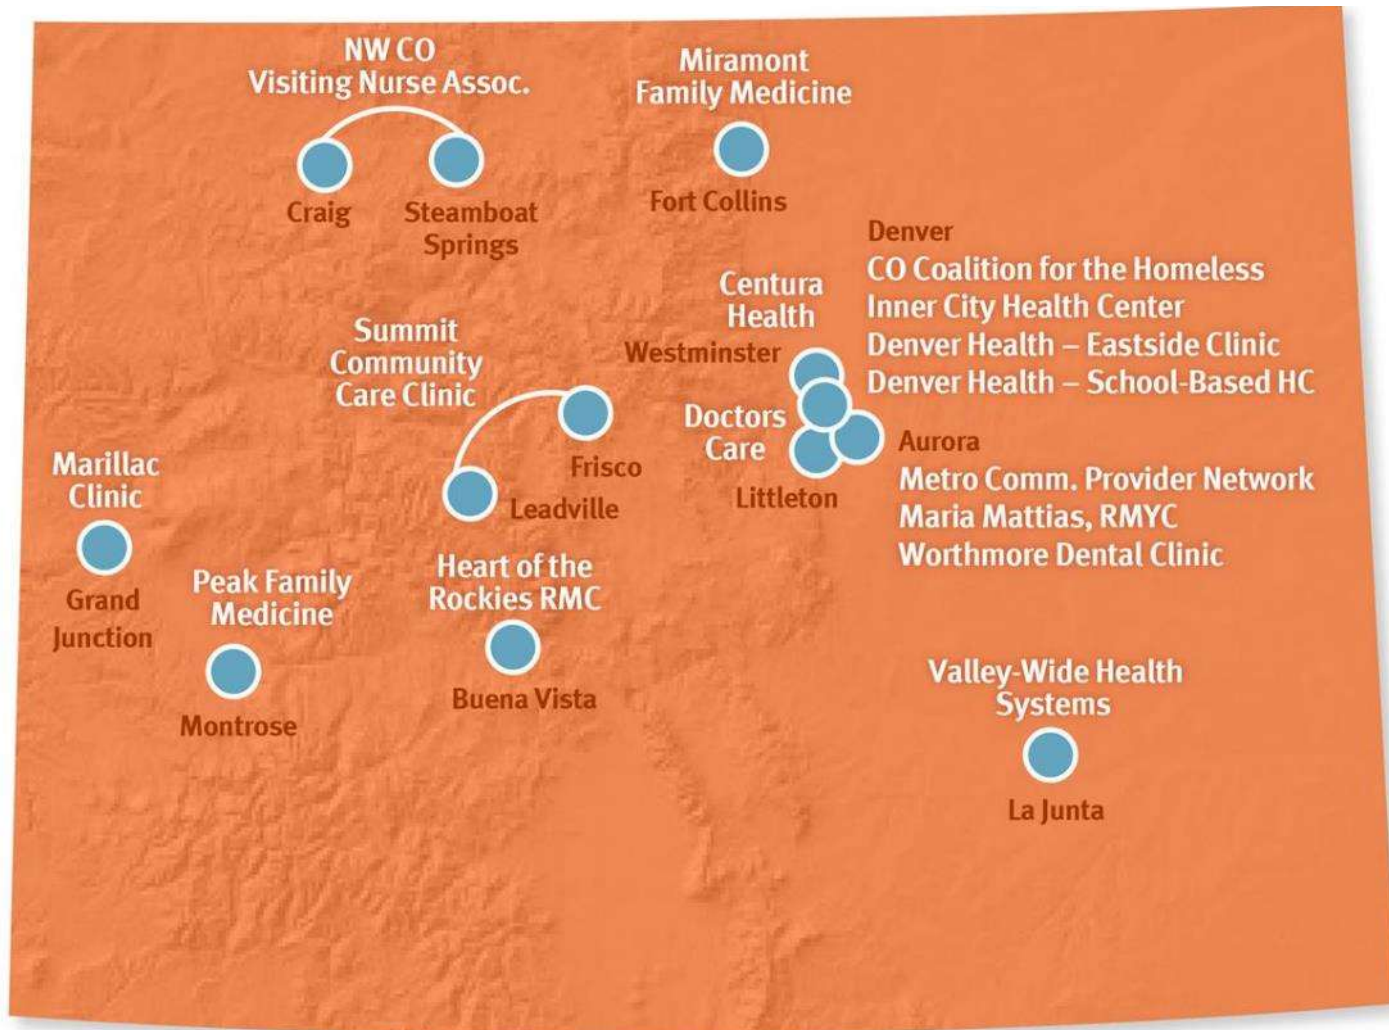 NW CO
Visiting Nurse Assoc.
Craig
Steamboat
Springs
Miramont
Family Medicine
Fort Collins
Denver
CO Coalition for the Homeless
Inner City Health Center
Denver Health – Eastside Clinic
Denver Health – School-Based HC
Centura
Health
Westminster
Summit
Community
Care Clinic
Frisco
Leadville
Doctors
Care
Littleton
Aurora
Metro Comm. Provider Network
Maria Mattias, RMYC
Worthmore Dental Clinic
Marillac
Clinic
Grand
Junction
Peak Family
Medicine
Montrose
Heart of the
Rockies RMC
Buena Vista
Valley-Wide Health
Systems
La Junta